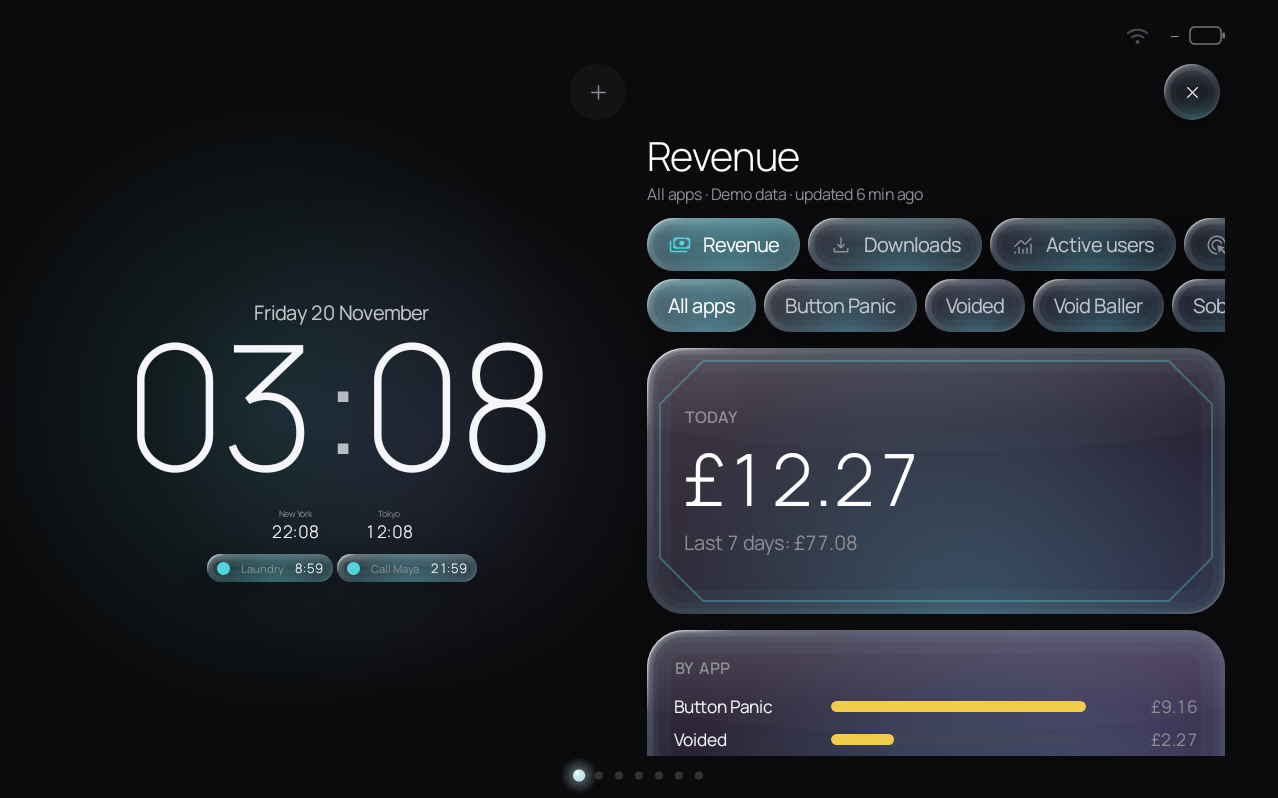 Revenue
All apps · Demo data · updated 6 min ago
Revenue Downloads Active users
All apps Button Panic Voided Void Baller Sob
Friday 20 November
03:08
New York Tokyo
22:08 12:08
Laundry 8:59 Call Maya 21:59
TODAY
£12.27
Last 7 days: £77.08
BY APP
Button Panic £9.16
Voided £2.27